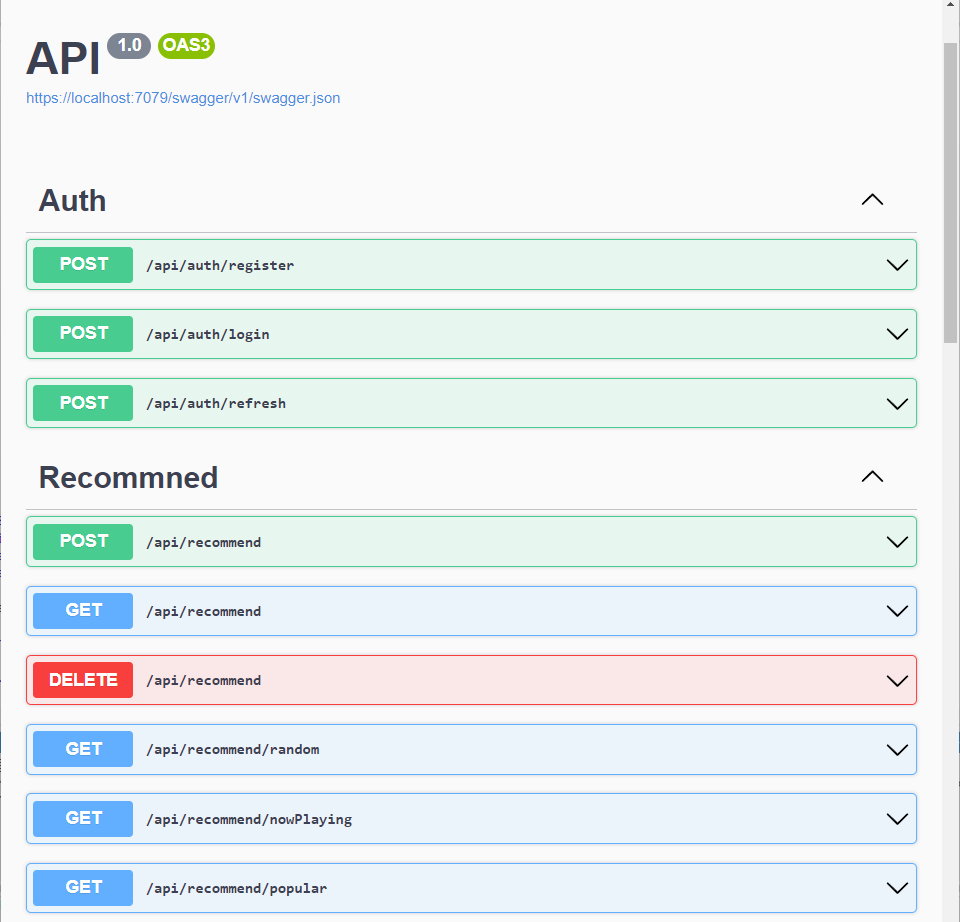 API 1.0 OAS3
https://localhost:7079/swagger/v1/swagger.json
Auth
POST /api/auth/register
POST /api/auth/login
POST /api/auth/refresh
Recommned
POST /api/recommend
GET /api/recommend
DELETE /api/recommend
GET /api/recommend/random
GET /api/recommend/nowPlaying
GET /api/recommend/popular